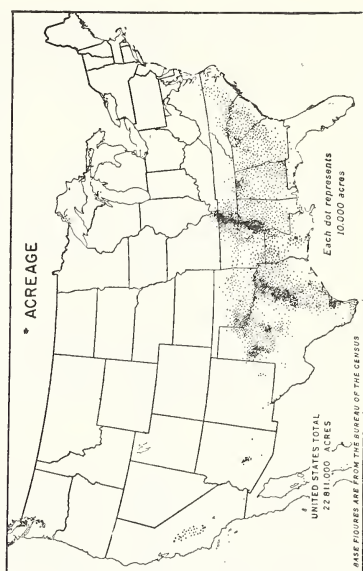 * ACREAGE
Each dot represents
10,000 acres
*
UNITED STATES TOTAL
22 811,000 ACRES
BASE FIGURES ARE FROM THE BUREAU OF THE CENSUS